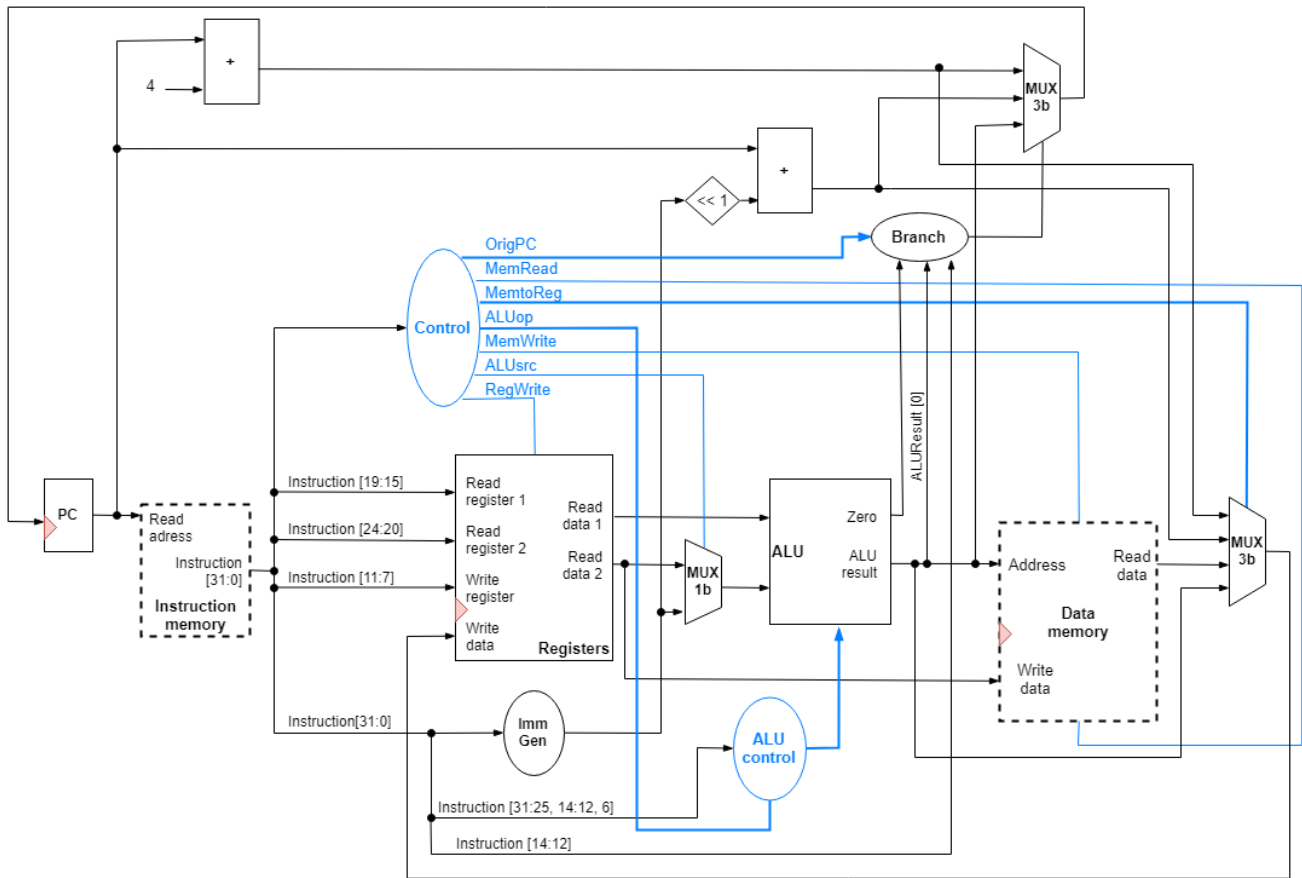 +
4
MUX
3b
+
<< 1
Branch
OrigPC
MemRead
MemtoReg
ALUop
MemWrite
ALUsrc
RegWrite
Control
ALUResult [0]
PC
Read
adress
Instruction
[31:0]
Instruction
memory
Instruction [19:15]
Instruction [24:20]
Instruction [11:7]
Read
register 1
Read
register 2
Write
register
Write
data
Read
data 1
Read
data 2
Registers
MUX
1b
Zero
ALU
ALU
result
Address
Read
data
Data
memory
Write
data
MUX
3b
Instruction[31:0]
Imm
Gen
ALU
control
Instruction [31:25, 14:12, 6]
Instruction [14:12]